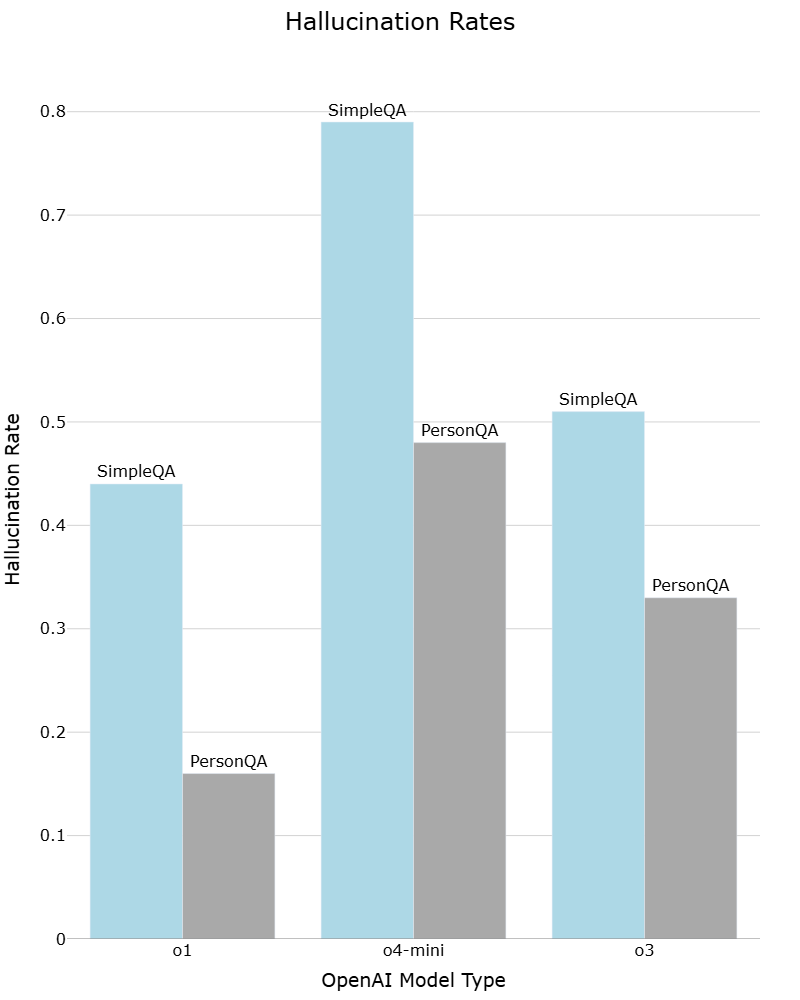 Hallucination Rates
0.8
SimpleQA
0.7
0.6
0.5
SimpleQA
PersonQA
SimpleQA
0.4
PersonQA
0.3
0.2
PersonQA
0.1
0
o1
o4-mini
o3
Hallucination Rate
OpenAI Model Type